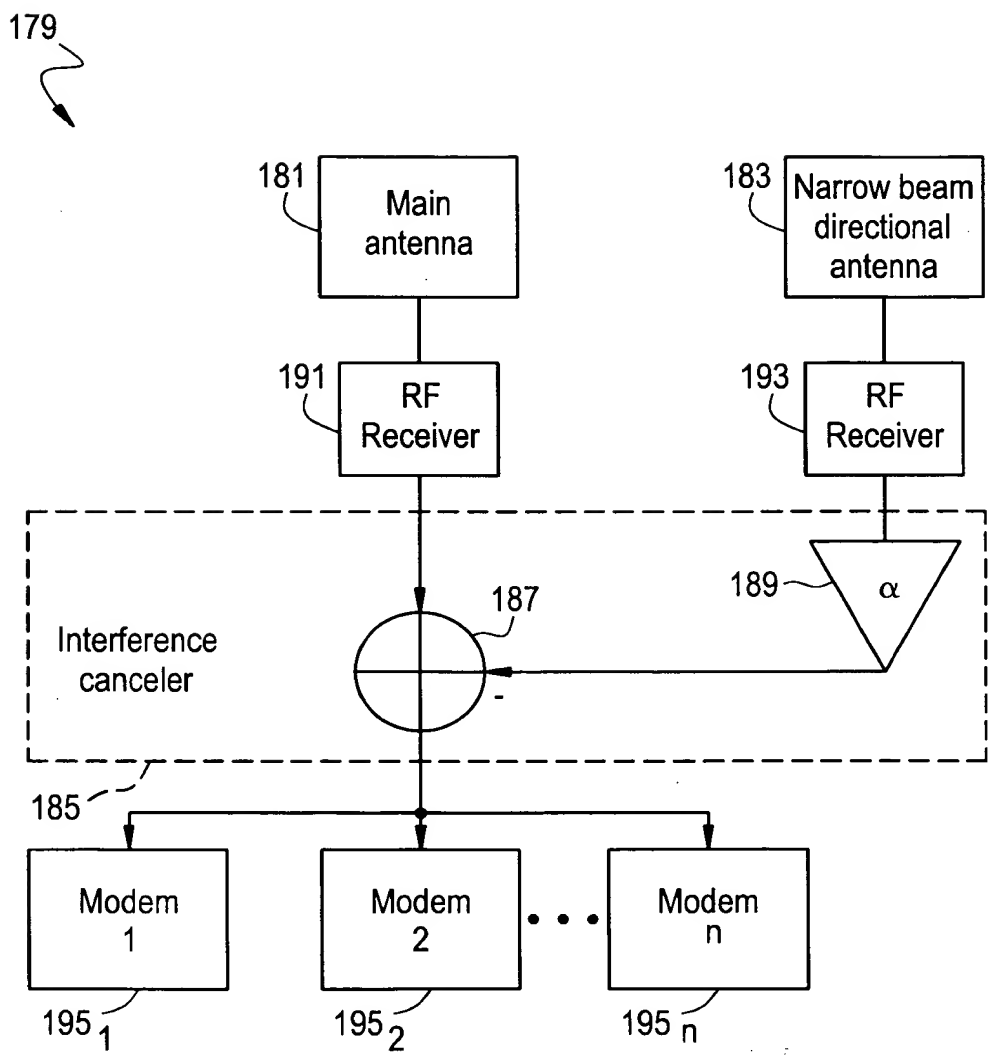 179
181
Main
antenna
183
Narrow beam
directional
antenna
191
RF
Receiver
193
RF
Receiver
189
α
187
-
Interference
canceler
185
Modem
1
Modem
2
• • •
Modem
n
195 1
195 2
195 n